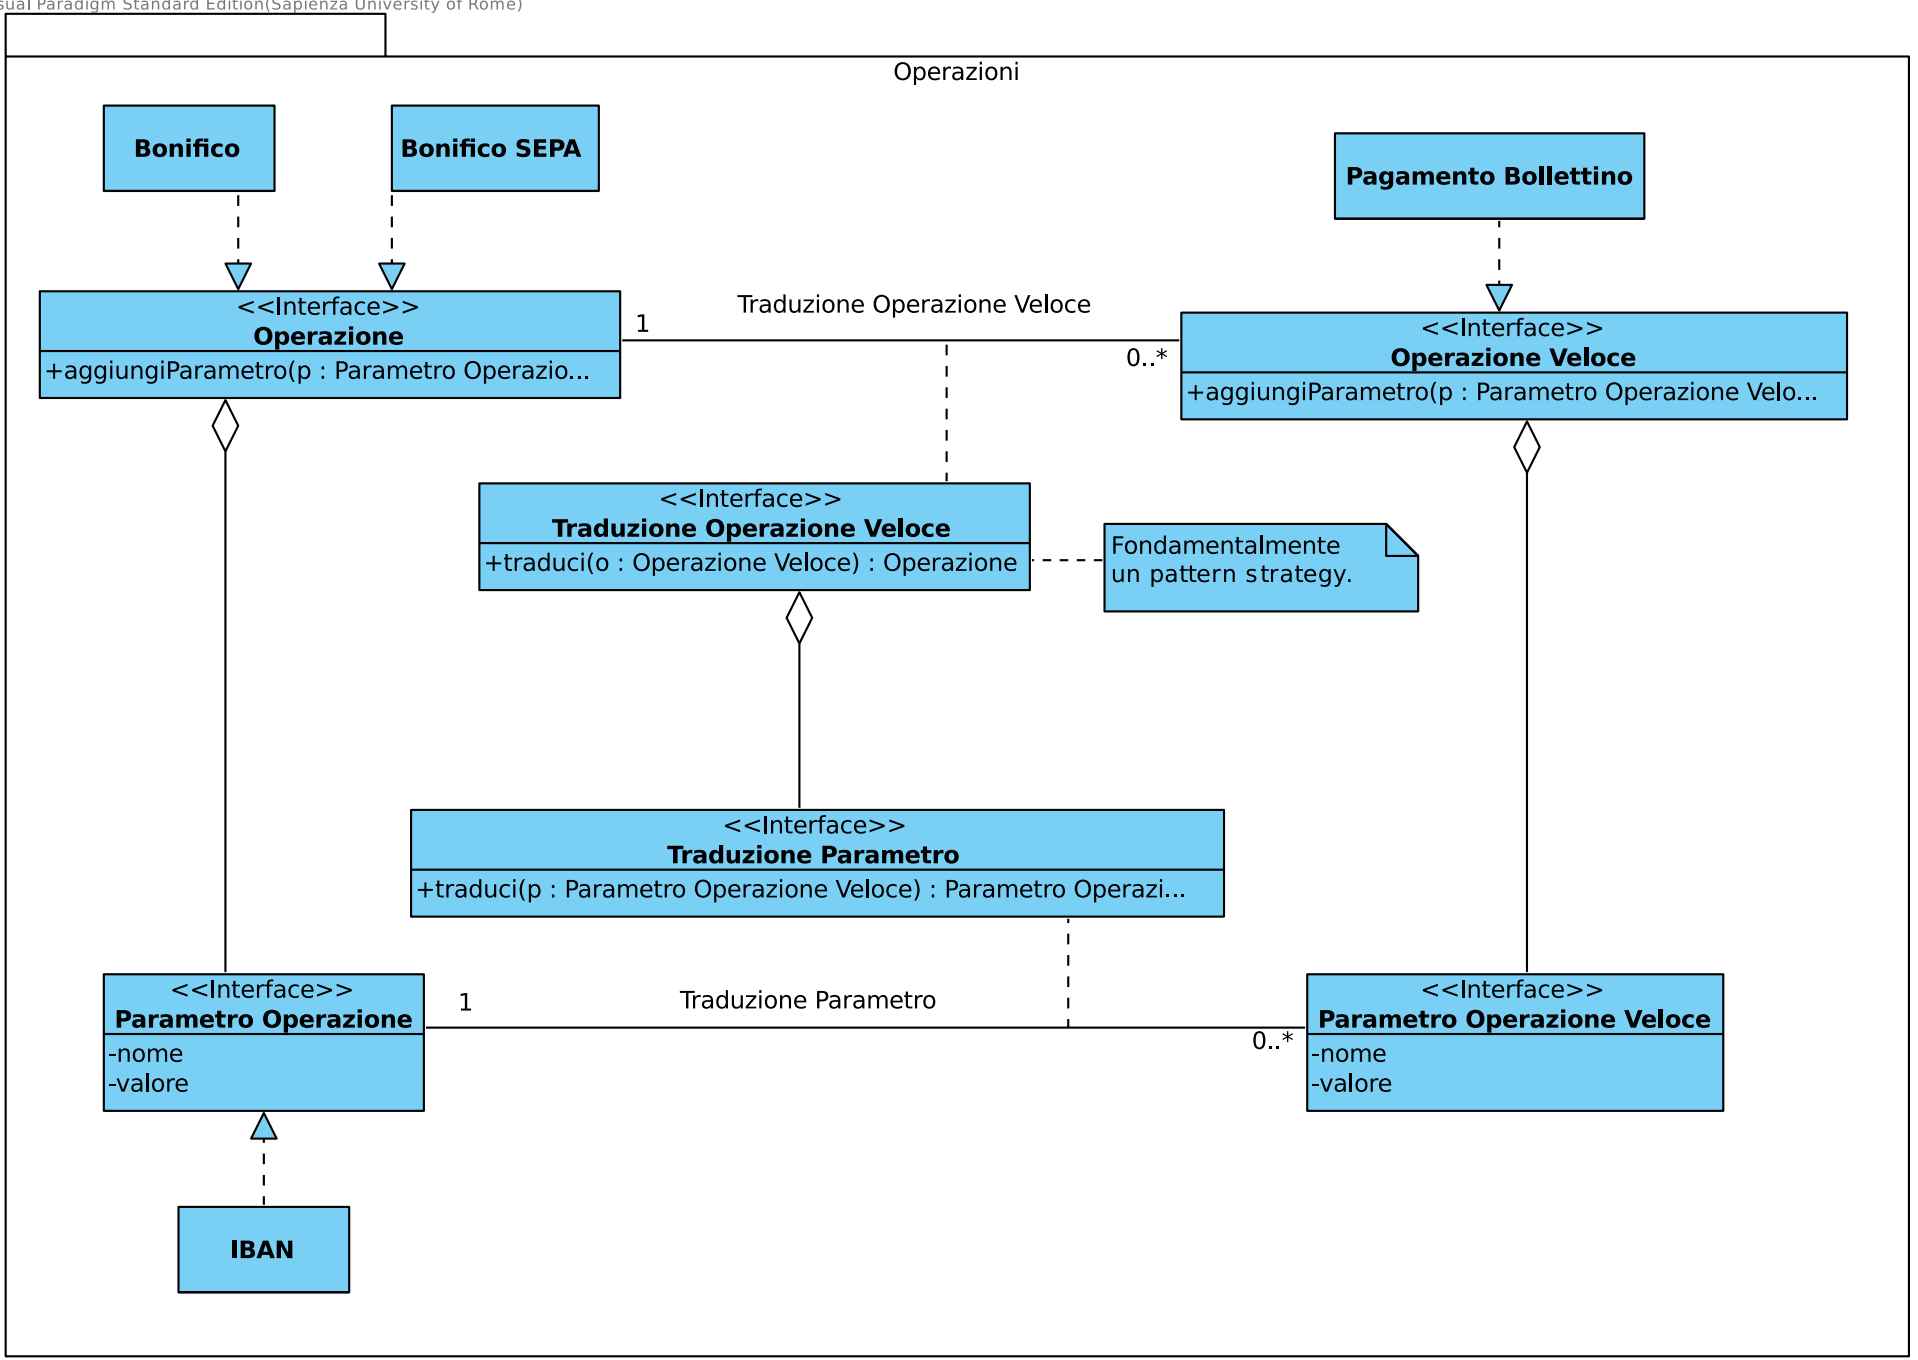 sual Paradigm Standard Edition(Sapienza University of Rome)
Operazioni
Bonifico
Bonifico SEPA
Pagamento Bollettino
<<Interface>>
Operazione
+aggiungiParametro(p : Parametro Operazio...
Traduzione Operazione Veloce
1
0..*
<<Interface>>
Operazione Veloce
+aggiungiParametro(p : Parametro Operazione Velo...
<<Interface>>
Traduzione Operazione Veloce
+traduci(o : Operazione Veloce) : Operazione
Fondamentalmente
un pattern strategy.
<<Interface>>
Traduzione Parametro
+traduci(p : Parametro Operazione Veloce) : Parametro Operazi...
<<Interface>>
Parametro Operazione
-nome
-valore
1
Traduzione Parametro
0..*
<<Interface>>
Parametro Operazione Veloce
-nome
-valore
IBAN